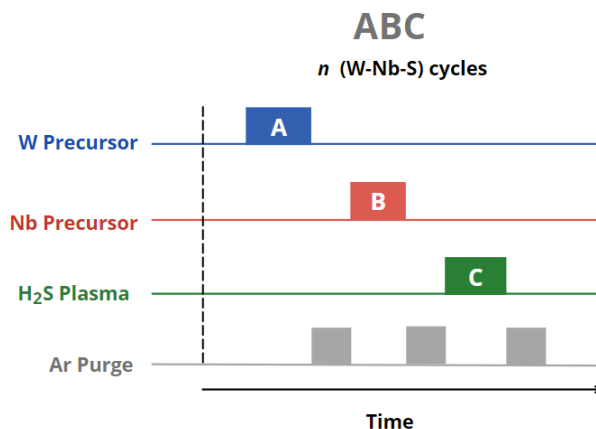 ABC
n (W-Nb-S) cycles
W Precursor
A
Nb Precursor
B
H₂S Plasma
C
Ar Purge
Time